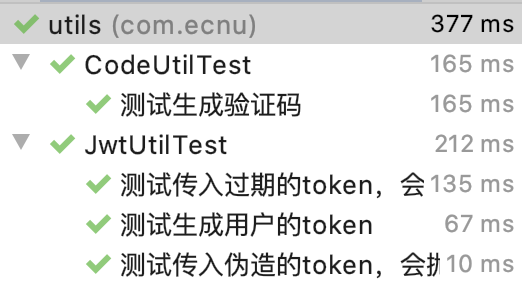 utils (com.ecnu) 377 ms
CodeUtilTest 165 ms
测试生成验证码 165 ms
JwtUtilTest 212 ms
测试传入过期的token，会 135 ms
测试生成用户的token 67 ms
测试传入伪造的token，会抛 10 ms